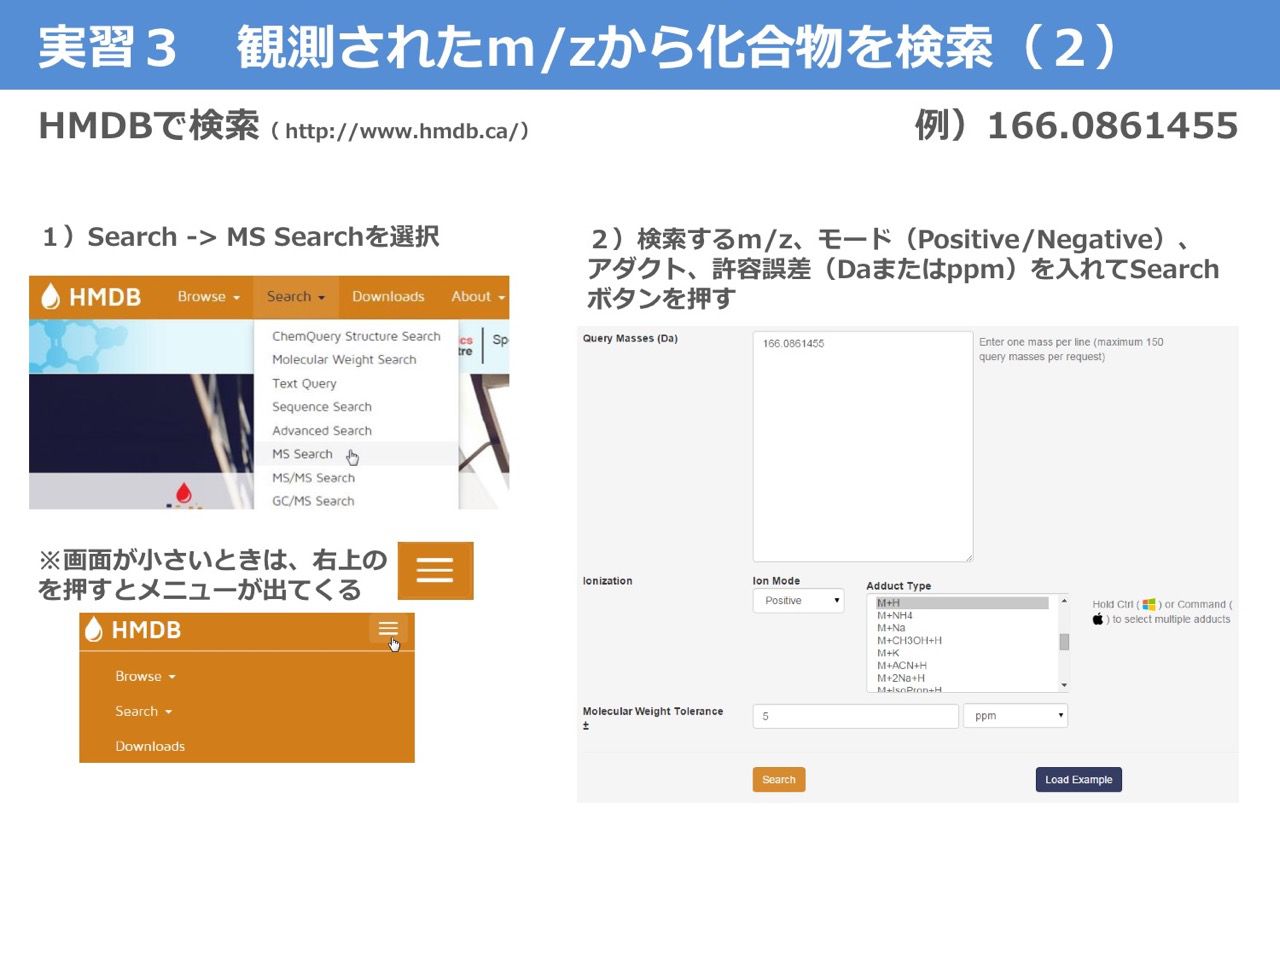 実習３　観測されたm/zから化合物を検索（２）
HMDBで検索（ http://www.hmdb.ca/）
例）166.0861455
１）Search -> MS Searchを選択
HMDB Browse Search Downloads About
ChemQuery Structure Search
Molecular Weight Search
Text Query
Sequence Search
Advanced Search
MS Search
MS/MS Search
GC/MS Search
※画面が小さいときは、右上の
を押すとメニューが出てくる
HMDB
Browse
Search
Downloads
２）検索するm/z、モード（Positive/Negative）、
アダクト、許容誤差（Daまたはppm）を入れてSearch
ボタンを押す
Query Masses (Da)
166.0861455
Enter one mass per line (maximum 150
query masses per request)
Ionization
Ion Mode
Positive
Adduct Type
M+H
M+NH4
M+Na
M+CH3OH+H
M+K
M+ACN+H
M+2Na+H
M+IsoProp+H
Hold Ctrl ( ) or Command (
) to select multiple adducts
Molecular Weight Tolerance
±
5
ppm
Search
Load Example